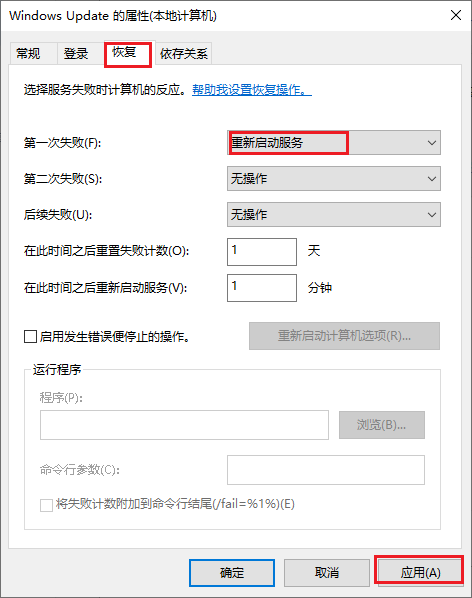 Windows Update 的属性(本地计算机)
常规 登录 恢复 依存关系
选择服务失败时计算机的反应。帮助我设置恢复操作。
第一次失败(F): 重新启动服务
第二次失败(S): 无操作
后续失败(U): 无操作
在此时间之后重置失败计数(O): 1 天
在此时间之后重新启动服务(V): 1 分钟
启用发生错误便停止的操作。 重新启动计算机选项(R)...
运行程序
程序(P):
浏览(B)...
命令行参数(C):
将失败计数附加到命令行结尾(/fail=%1%)(E)
确定 取消 应用(A)